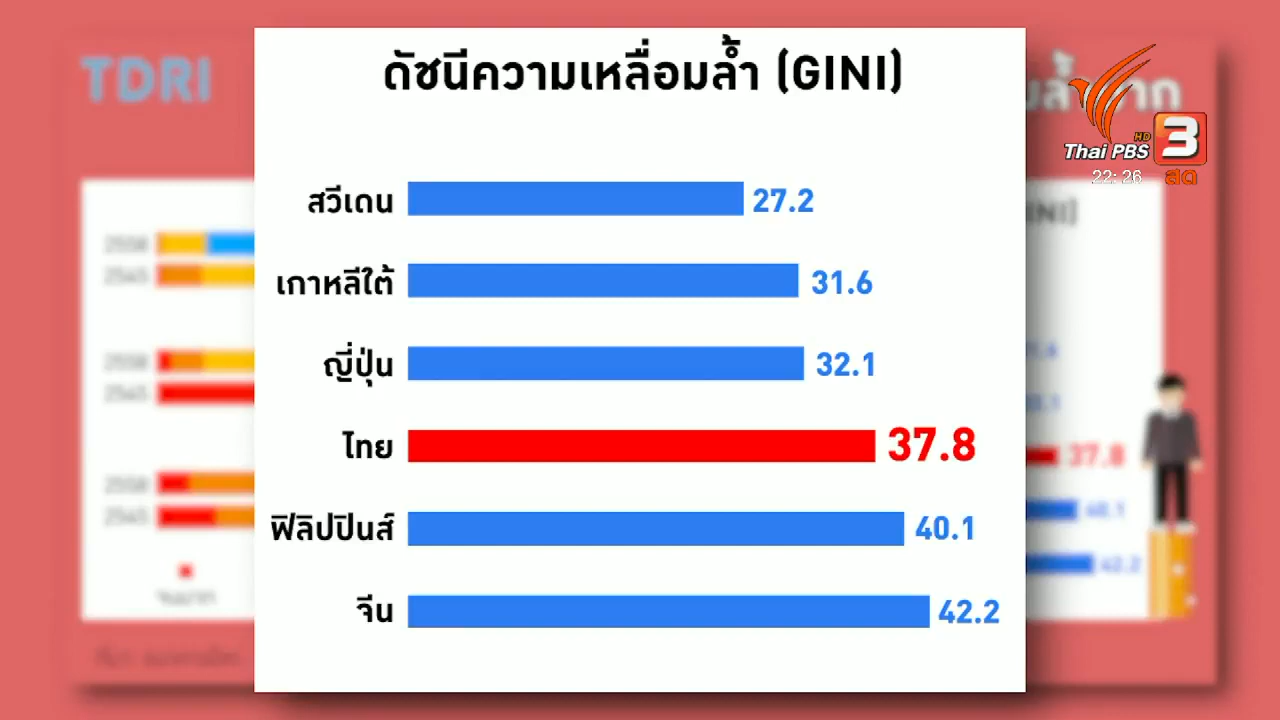 ดัชนีความเหลื่อมล้ำ (GINI)
TDRI
Thai PBS HD 3
22:26 สด
สวีเดน 27.2
เกาหลีใต้ 31.6
ญี่ปุ่น 32.1
ไทย 37.8
ฟิลิปปินส์ 40.1
จีน 42.2
2558
2545
2558
2545
2558
2545
37.8
40.1
42.2